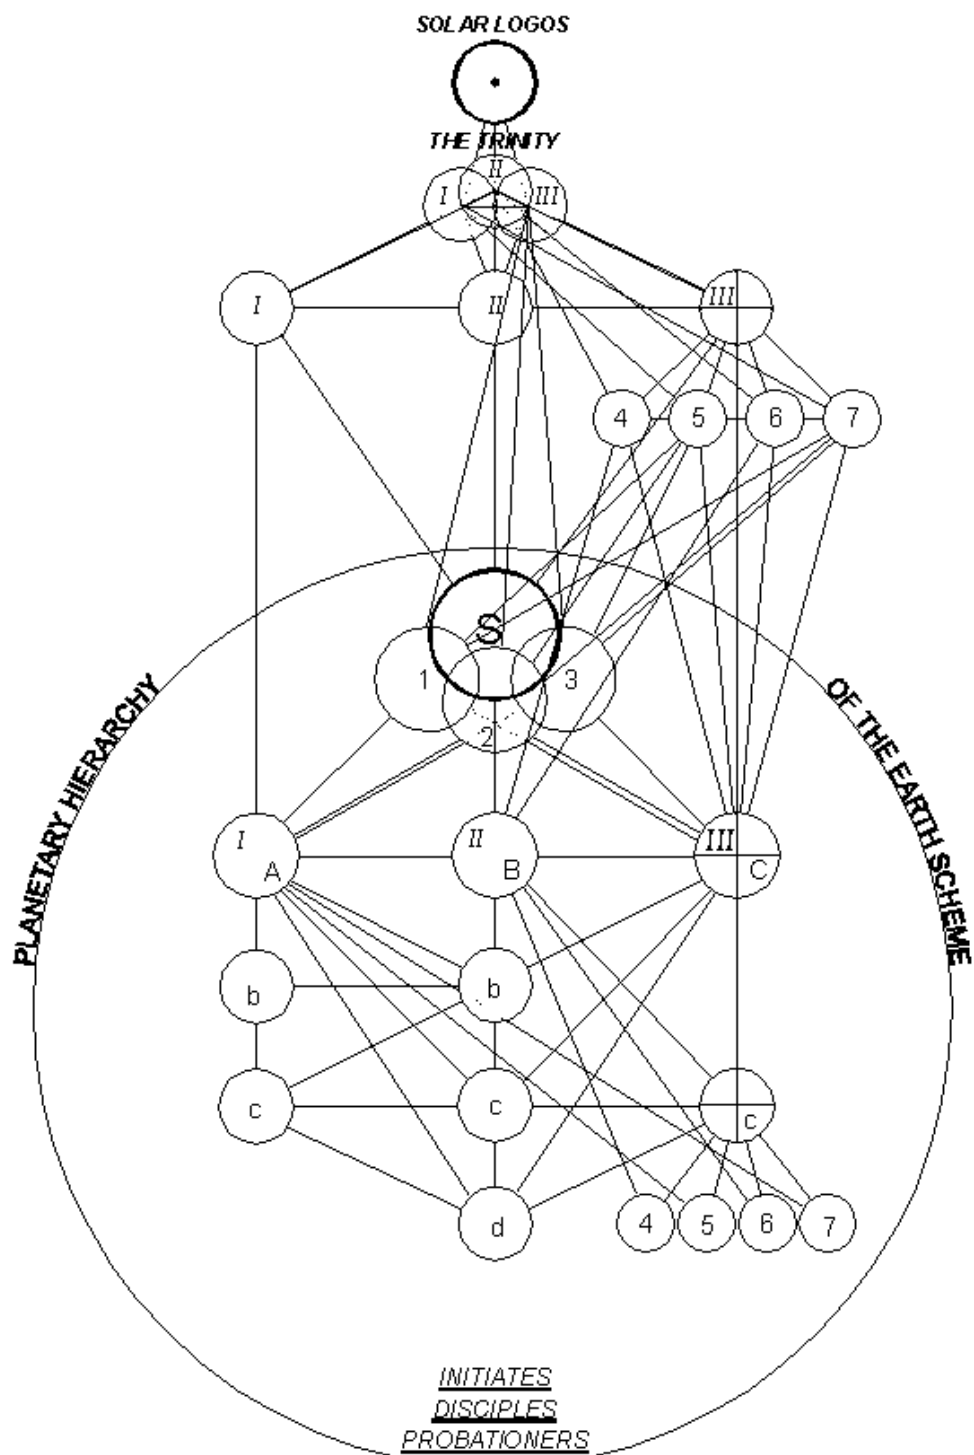 SOLAR LOGOS
THE TRINITY
II
I III
I II III
4 5 6 7
S
1 3
2
PLANETARY HIERARCHY
OF THE EARTH SCHEME
I II III
A B C
b b
c c c
4 5 6 7
d
INITIATES
DISCIPLES
PROBATIONERS